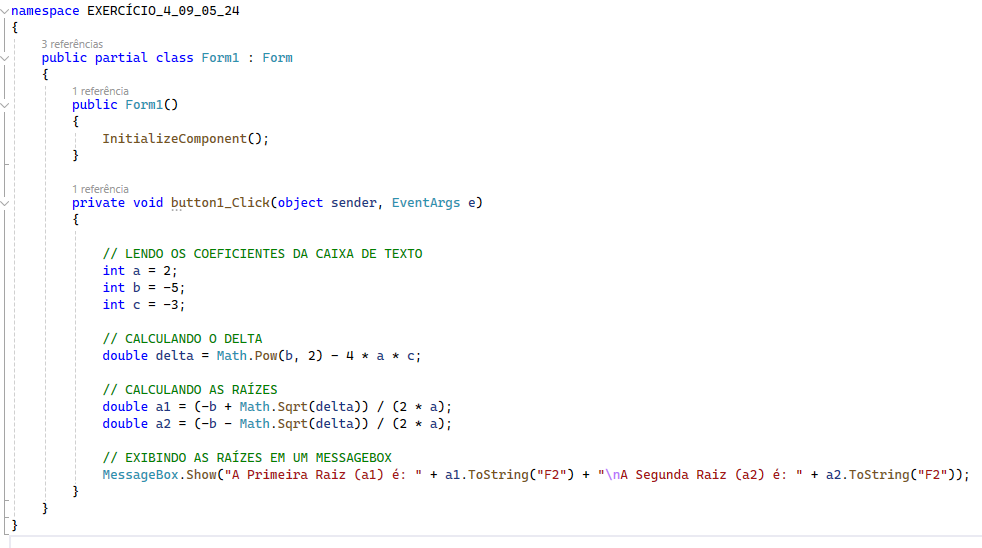 namespace EXERCÍCIO_4_09_05_24
{
3 referências
public partial class Form1 : Form
{
1 referência
public Form1()
{
InitializeComponent();
}
1 referência
private void button1_Click(object sender, EventArgs e)
{
// LENDO OS COEFICIENTES DA CAIXA DE TEXTO
int a = 2;
int b = -5;
int c = -3;
// CALCULANDO O DELTA
double delta = Math.Pow(b, 2) - 4 * a * c;
// CALCULANDO AS RAÍZES
double a1 = (-b + Math.Sqrt(delta)) / (2 * a);
double a2 = (-b - Math.Sqrt(delta)) / (2 * a);
// EXIBINDO AS RAÍZES EM UM MESSAGEBOX
MessageBox.Show("A Primeira Raiz (a1) é: " + a1.ToString("F2") + "\nA Segunda Raiz (a2) é: " + a2.ToString("F2"));
}
}
}